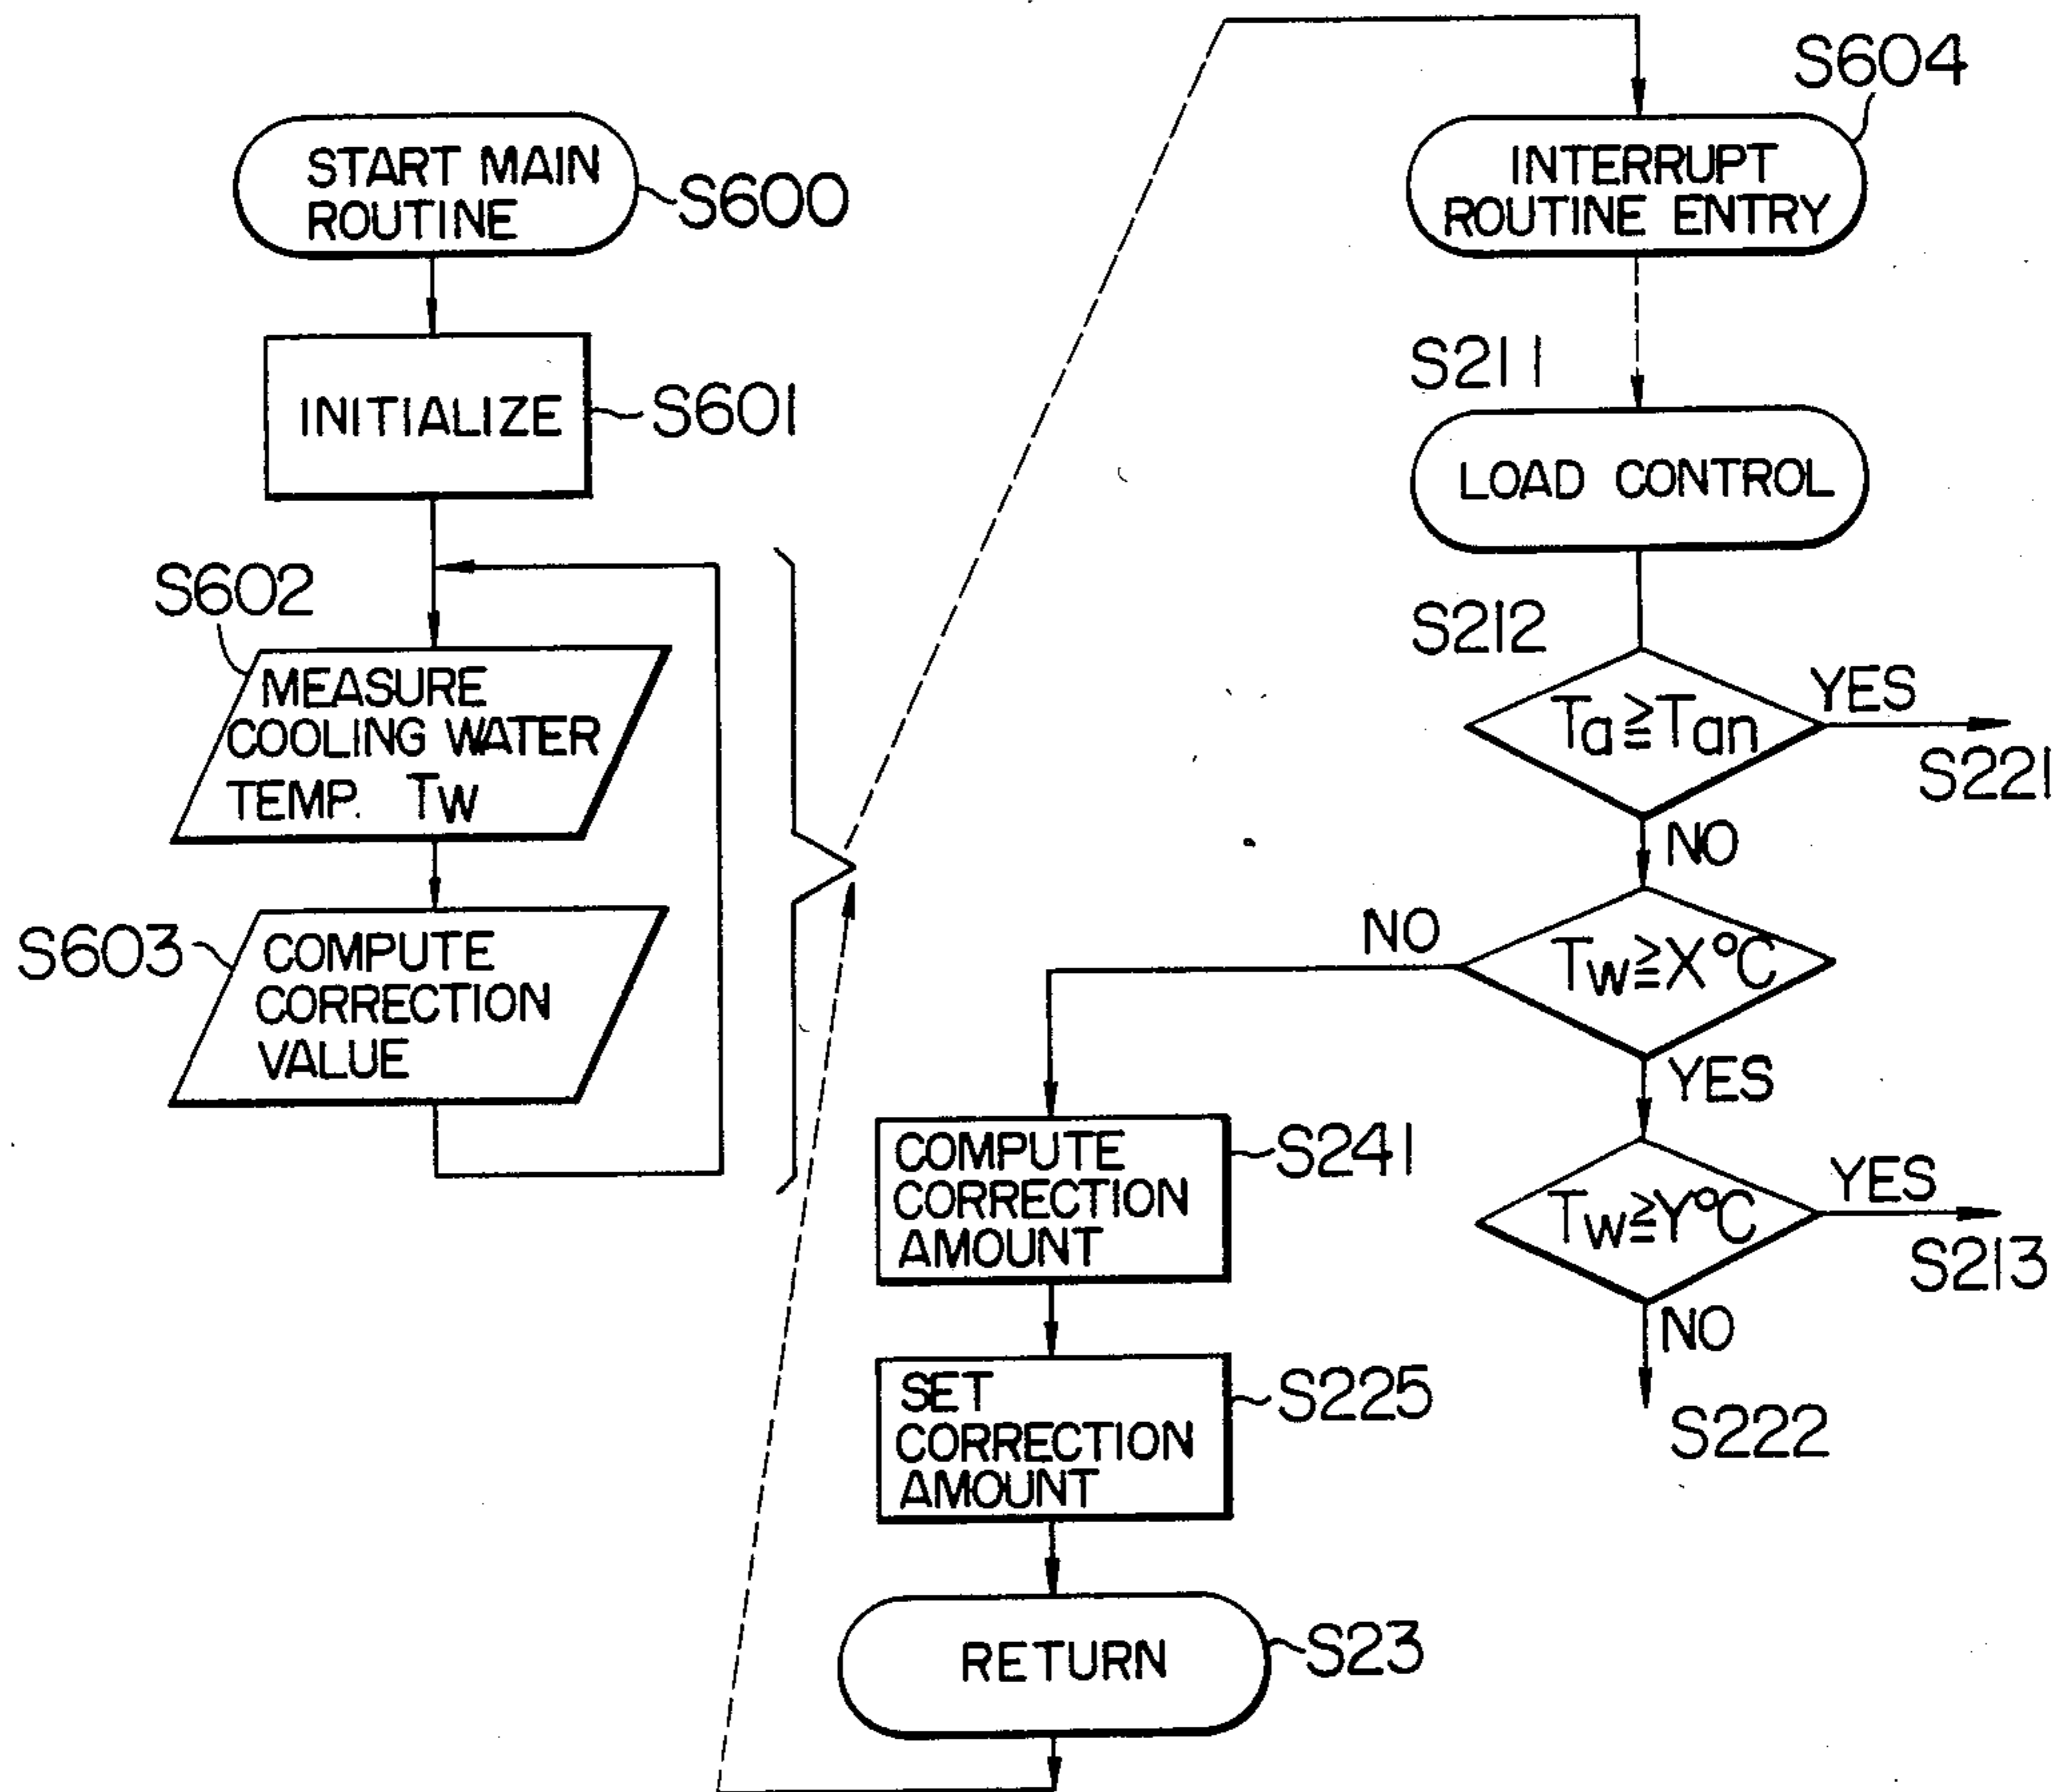 START MAIN
ROUTINE
S600
INITIALIZE
S601
S602
MEASURE
COOLING WATER
TEMP. Tw
S603
COMPUTE
CORRECTION
VALUE
S604
INTERRUPT
ROUTINE ENTRY
S211
LOAD CONTROL
S212
Ta≧Tan
YES
S221
NO
Tw≧X°C
NO
YES
Tw≧Y°C
YES
S213
NO
S222
COMPUTE
CORRECTION
AMOUNT
S241
SET
CORRECTION
AMOUNT
S225
RETURN
S23